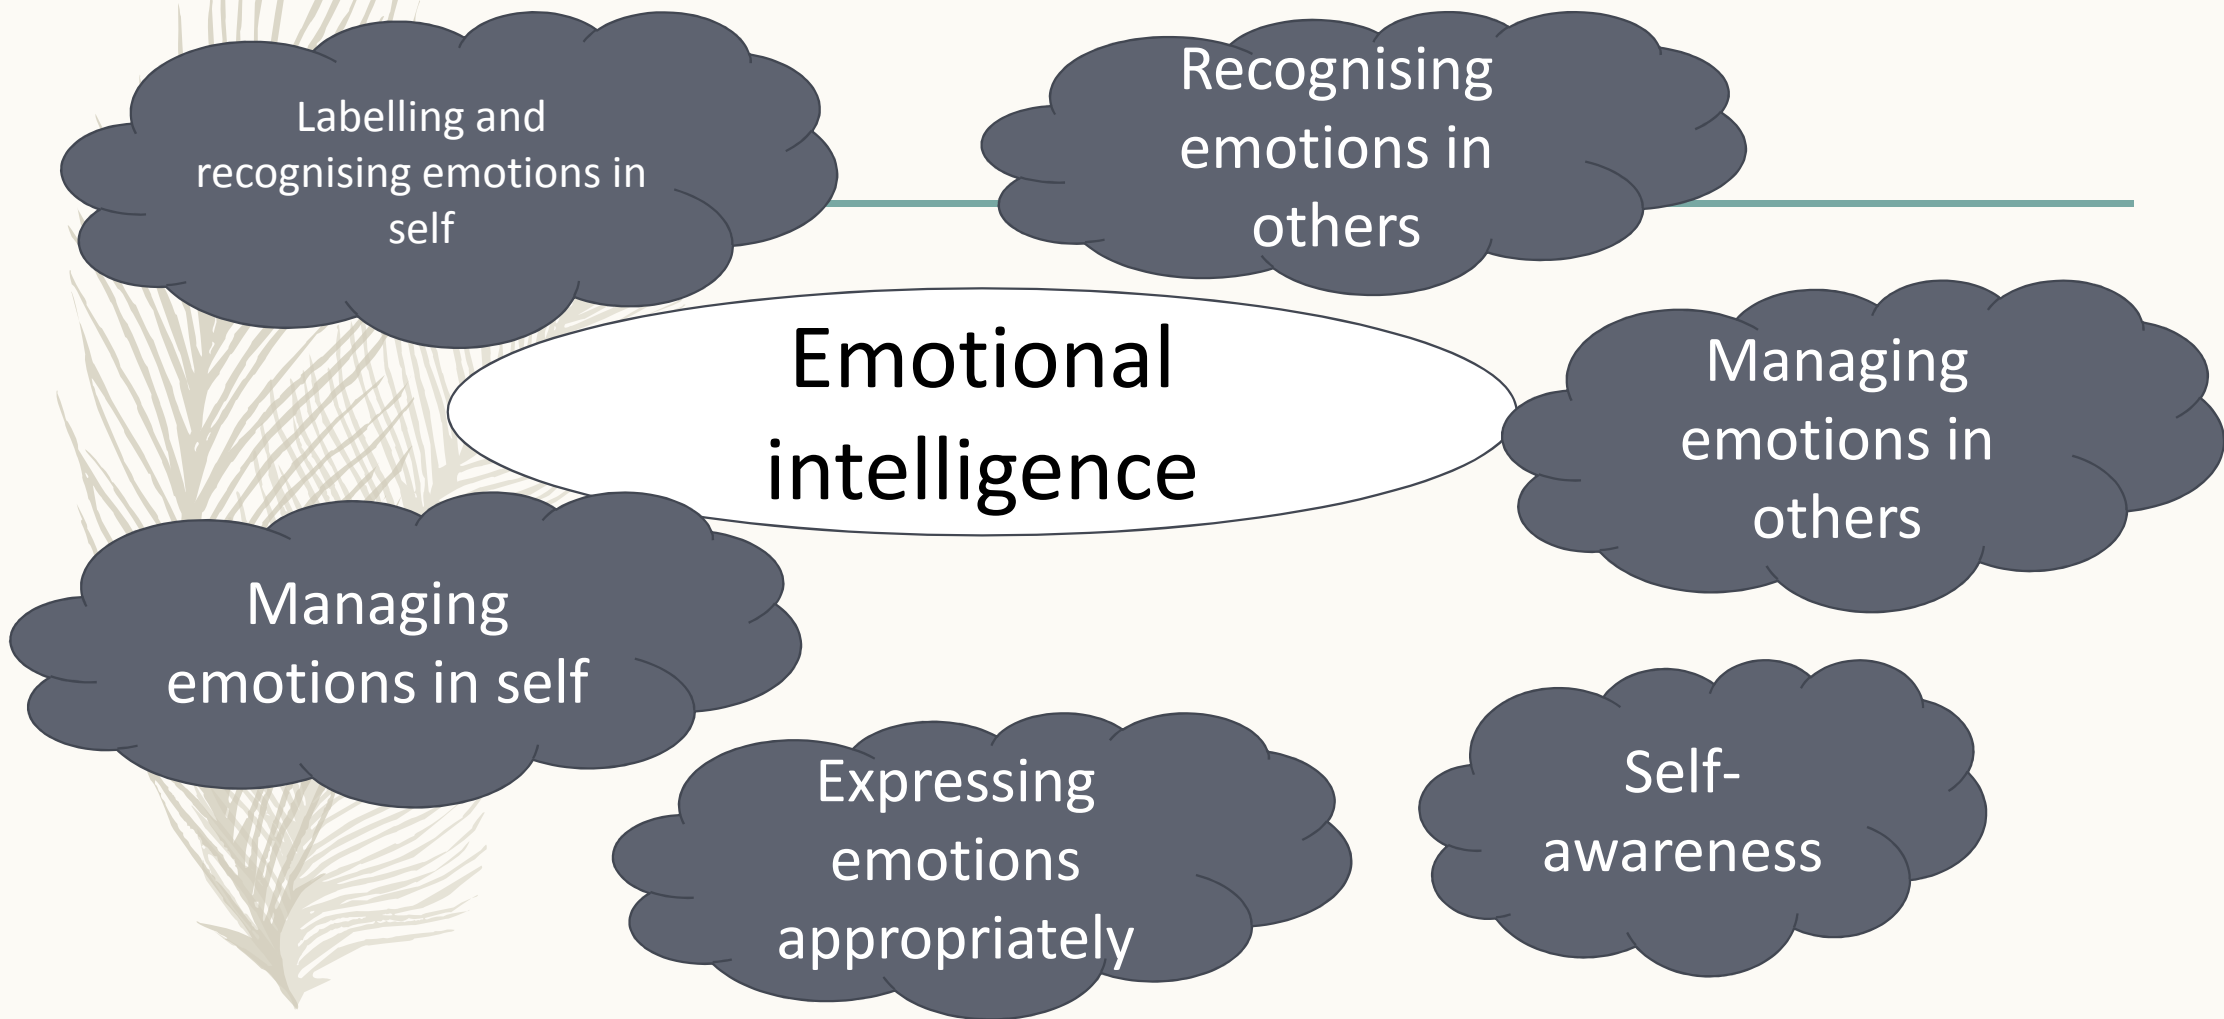 Labelling and
recognising emotions in
self
Recognising
emotions in
others
Emotional
intelligence
Managing
emotions in
others
Managing
emotions in self
Expressing
emotions
appropriately
Self-
awareness